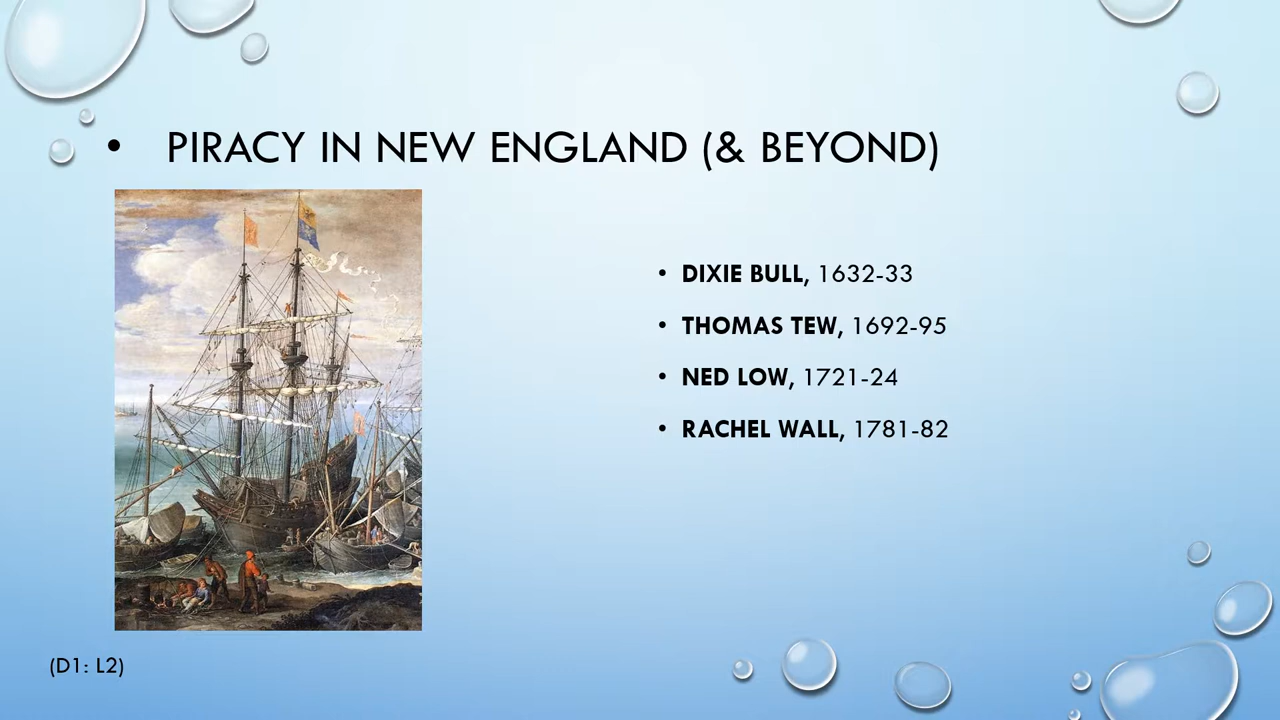 • PIRACY IN NEW ENGLAND (& BEYOND)
• DIXIE BULL, 1632-33
• THOMAS TEW, 1692-95
• NED LOW, 1721-24
• RACHEL WALL, 1781-82
(D1: L2)